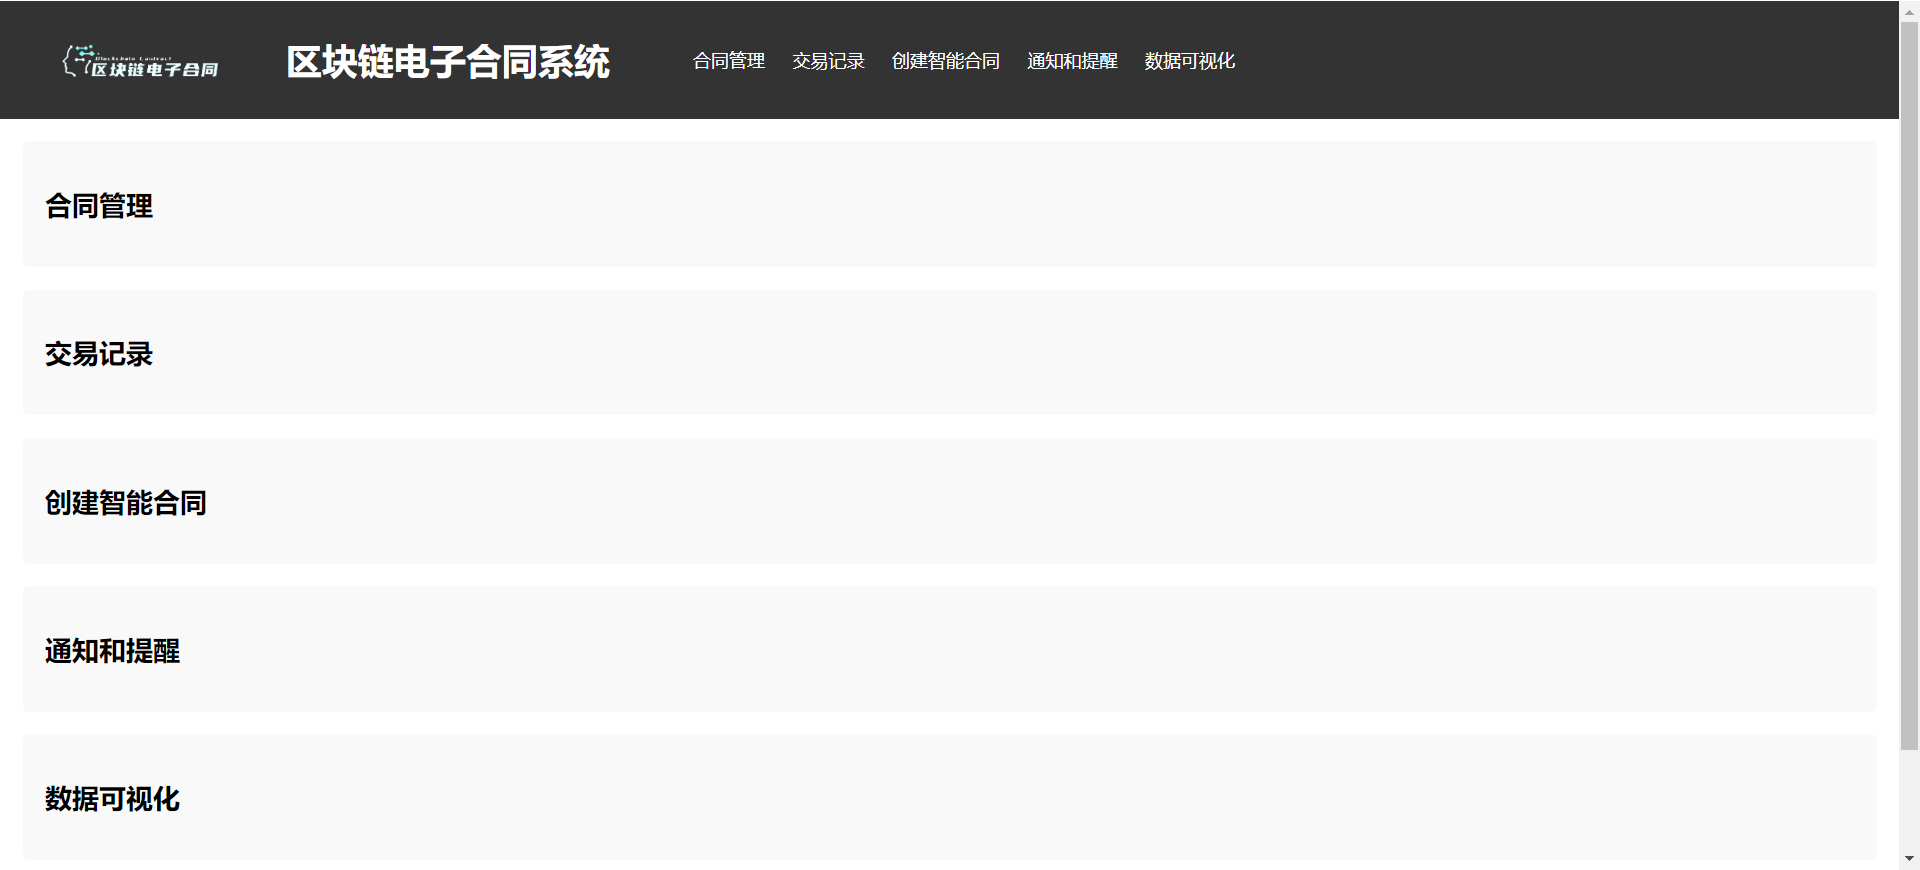 Blockchain Contract
区块链电子合同
区块链电子合同系统
合同管理 交易记录 创建智能合同 通知和提醒 数据可视化
合同管理
交易记录
创建智能合同
通知和提醒
数据可视化